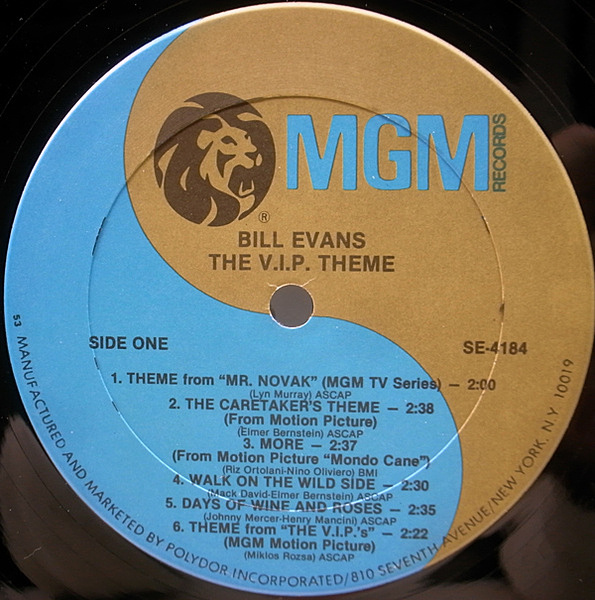 MGM
RECORDS
®
BILL EVANS
THE V.I.P. THEME
SIDE ONE
SE-4184
1. THEME from "MR. NOVAK" (MGM TV Series) — 2:00
(Lyn Murray) ASCAP
2. THE CARETAKER'S THEME — 2:38
(From Motion Picture)
(Elmer Bernstein) ASCAP
3. MORE — 2:37
(From Motion Picture "Mondo Cane")
(Riz Ortolani-Nino Oliviero) BMI
4. WALK ON THE WILD SIDE — 2:30
(Mack David-Elmer Bernstein) ASCAP
5. DAYS OF WINE AND ROSES — 2:35
(Johnny Mercer-Henry Mancini) ASCAP
6. THEME from "THE V.I.P.'s" — 2:22
(MGM Motion Picture)
(Miklos Rozsa) ASCAP
53 MANUFACTURED AND MARKETED BY POLYDOR INCORPORATED/810 SEVENTH AVENUE/NEW YORK, N.Y. 10019